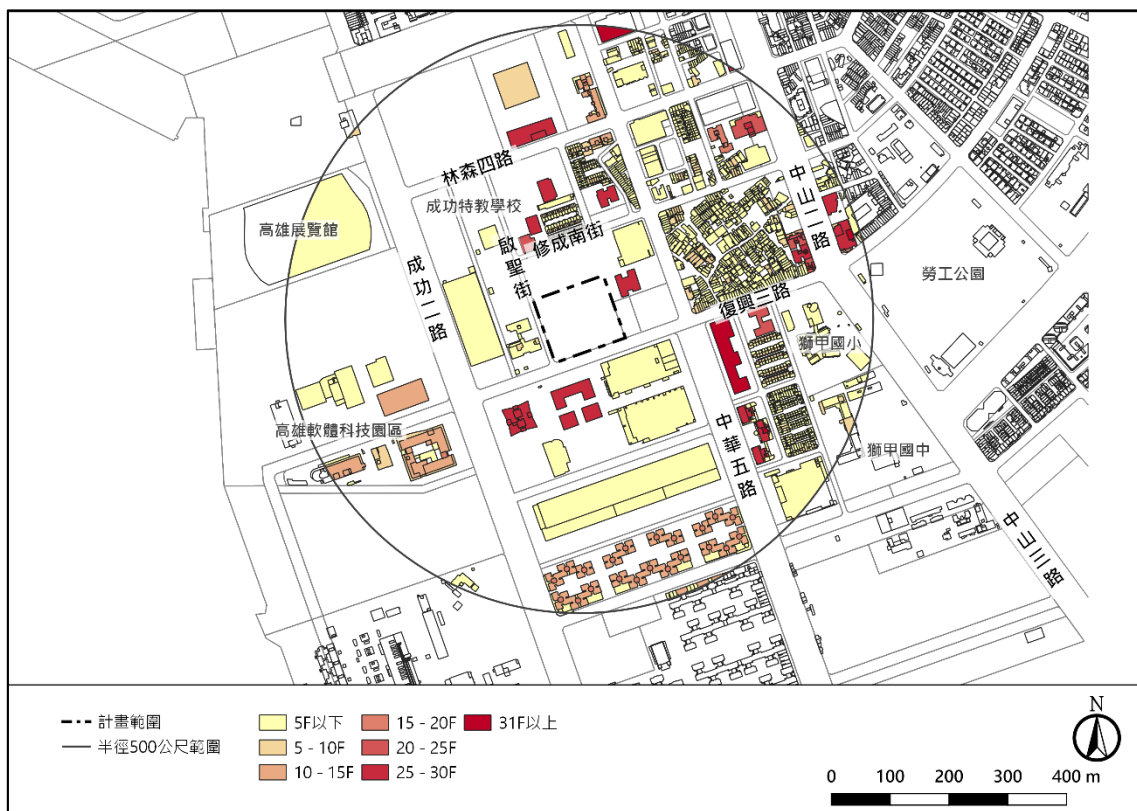 林森四路
中山二路
成功特教學校
高雄展覽館
修成南街
啟聖街
成功二路
勞工公園
復興三路
獅甲國小
高雄軟體科技園區
中華五路
獅甲國中
中山三路
計畫範圍
半徑500公尺範圍
5F以下
5 - 10F
10 - 15F
15 - 20F
20 - 25F
25 - 30F
31F以上
N
0 100 200 300 400 m